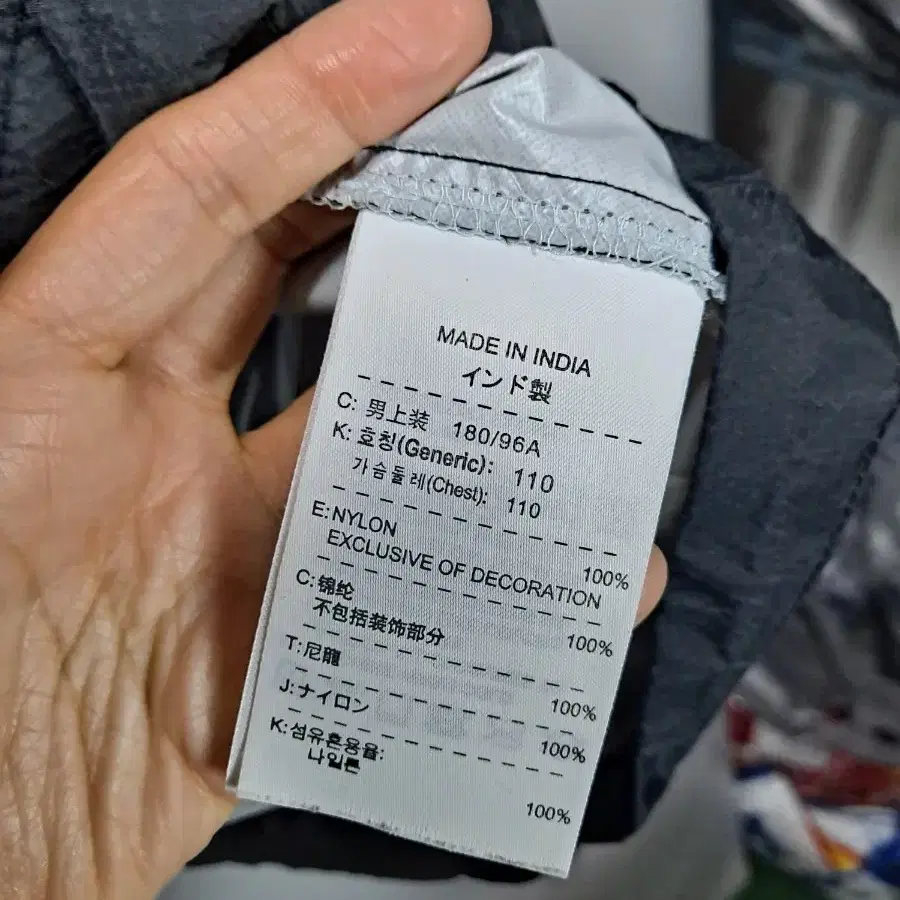 MADE IN INDIA
インド製
C: 男上装 180/96A
K: 호칭(Generic): 110
가슴둘레(Chest): 110
E: NYLON 100%
EXCLUSIVE OF DECORATION
C: 锦纶 100%
不包括装饰部分
T: 尼龍 100%
J: ナイロン 100%
K: 섬유혼용율:
나일론 100%